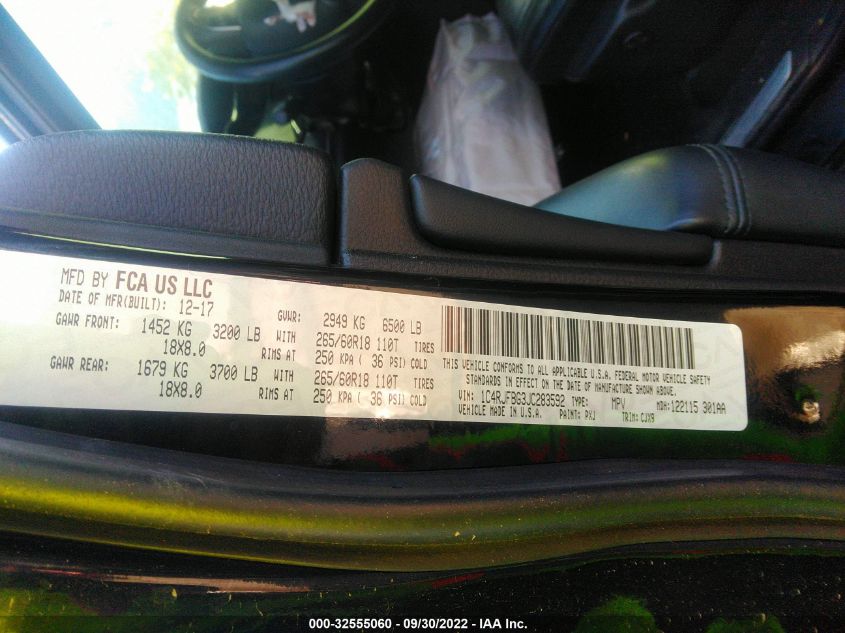 MFD BY FCA US LLC
DATE OF MFR(BUILT): 12-17 GVWR: 2949 KG 6500 LB
GAWR FRONT: 1452 KG 3200 LB WITH 265/60R18 110T TIRES
18X8.0 RIMS AT 250 KPA ( 36 PSI) COLD
GAWR REAR: 1679 KG 3700 LB WITH 265/60R18 110T TIRES
18X8.0 RIMS AT 250 KPA ( 36 PSI) COLD
THIS VEHICLE CONFORMS TO ALL APPLICABLE U.S.A. FEDERAL MOTOR VEHICLE SAFETY
STANDARDS IN EFFECT ON THE DATE OF MANUFACTURE SHOWN ABOVE.
VIN: 1C4RJFBG3JC283592 TYPE: MPV MDH: 122115 301AA
VEHICLE MADE IN U.S.A. PAINT: PXJ TRIM: CJX9
000-32555060 - 09/30/2022 - IAA Inc.